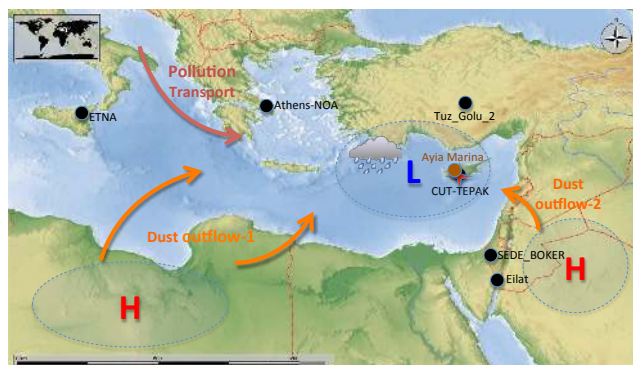 Pollution
Transport
ETNA
Athens-NOA
Tuz_Golu_2
Ayia Marina
L
CUT-TEPAK
Dust
outflow-2
Dust outflow-1
SEDE_BOKER
H
H
Eilat